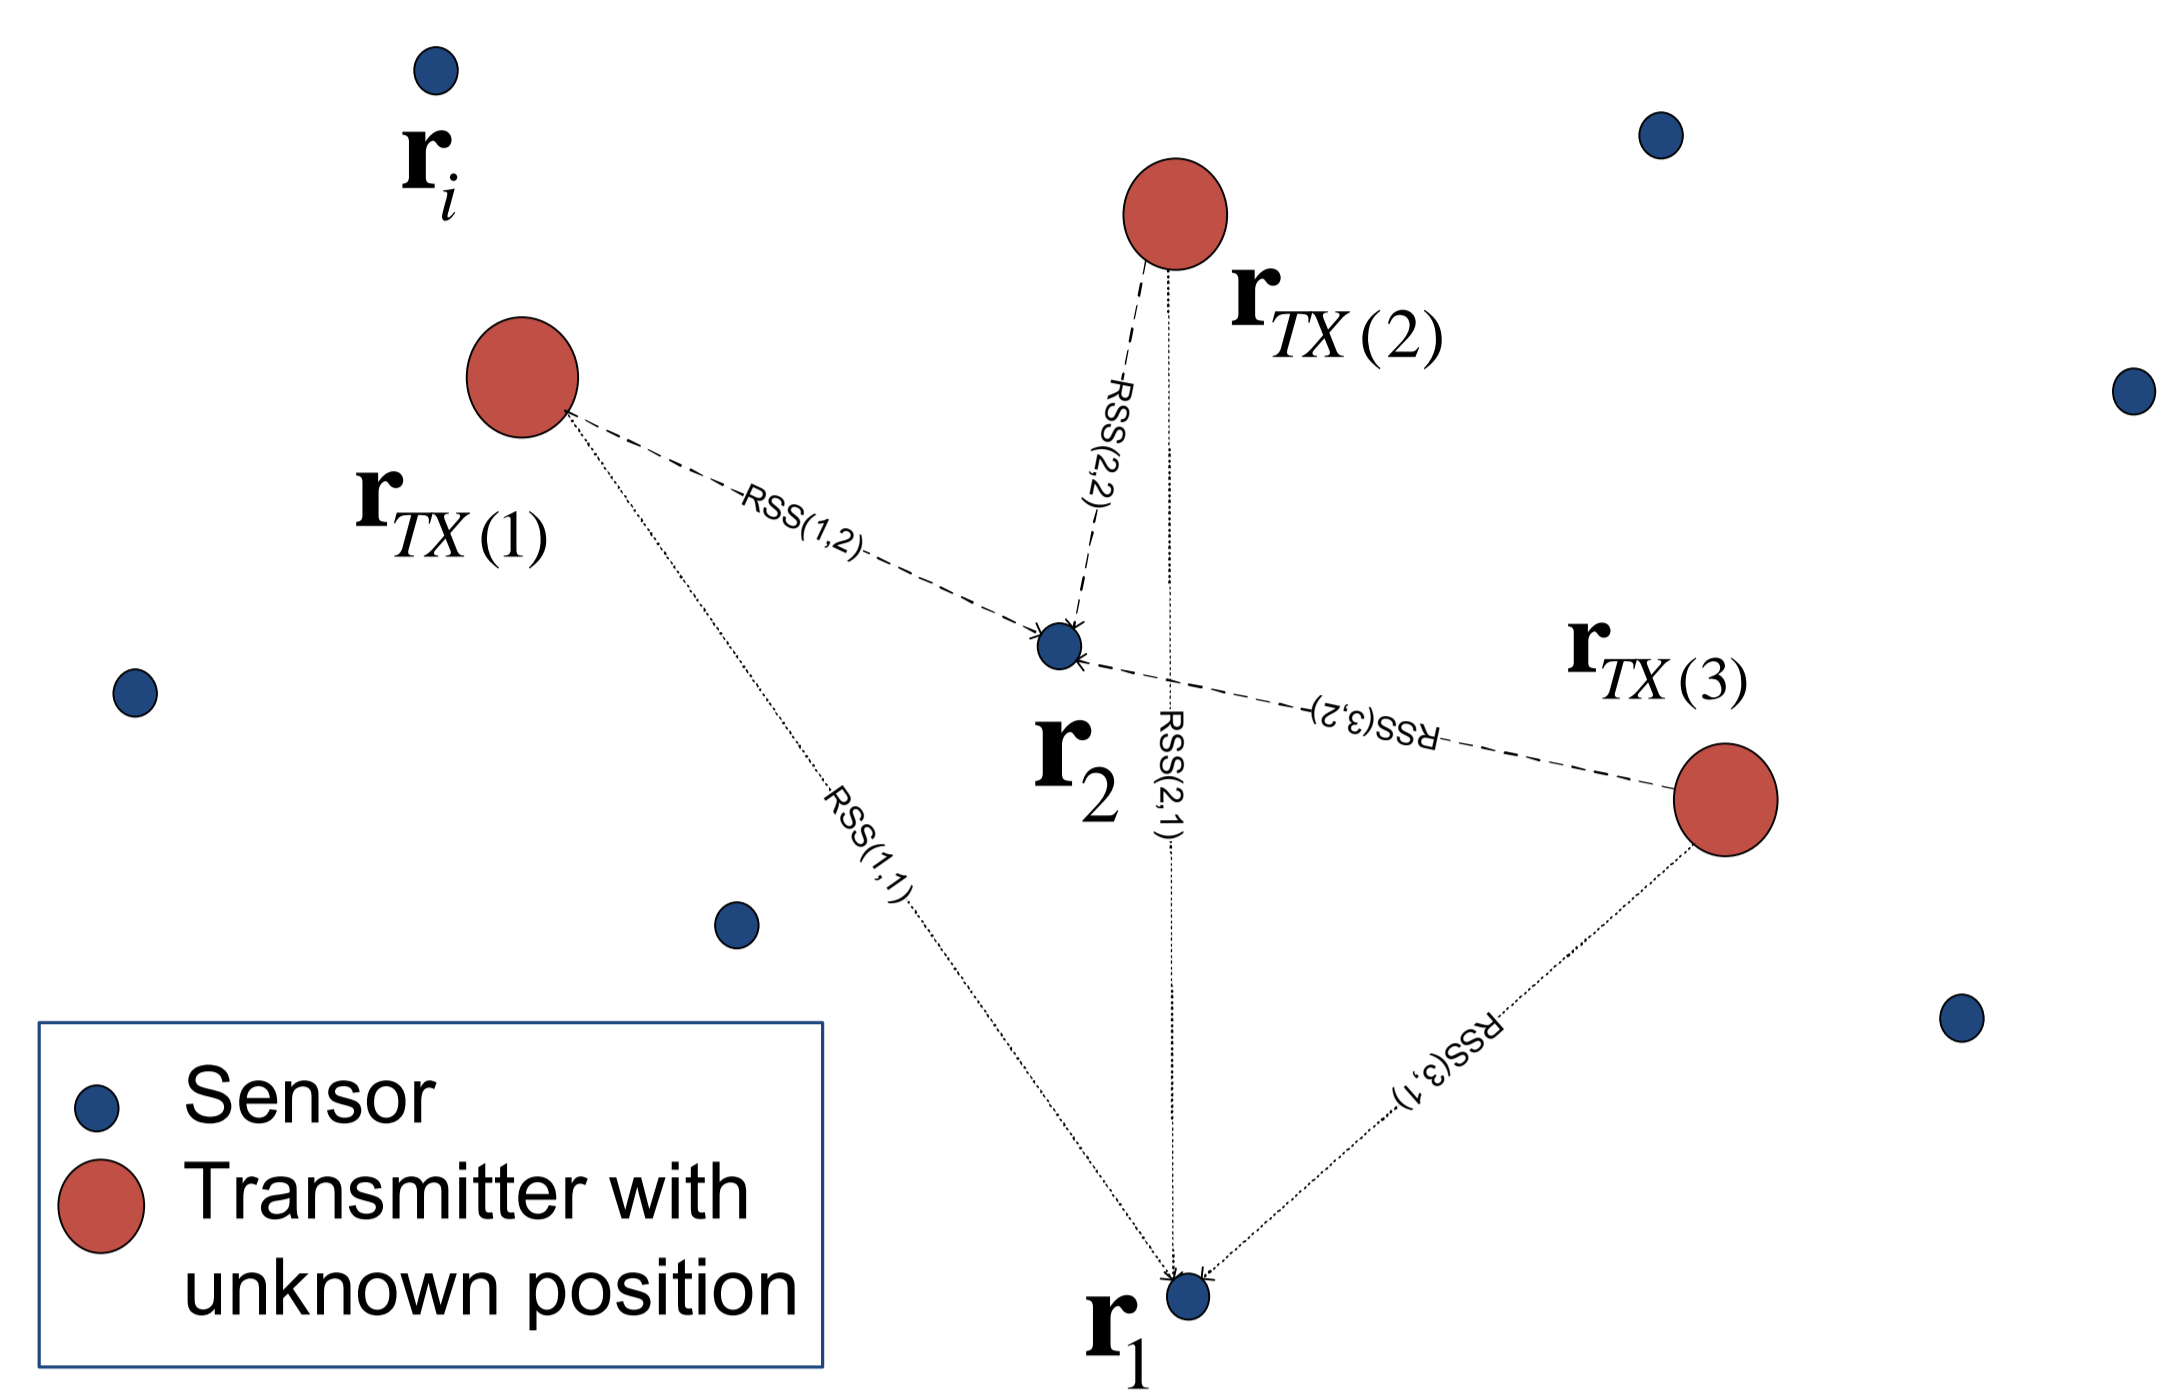 r_i
r_TX(2)
r_TX(1)
RSS(2,2)
RSS(1,2)
r_TX(3)
RSS(3,2)
r_2
RSS(2,1)
RSS(1,1)
RSS(3,1)
Sensor
Transmitter with
unknown position
r_1